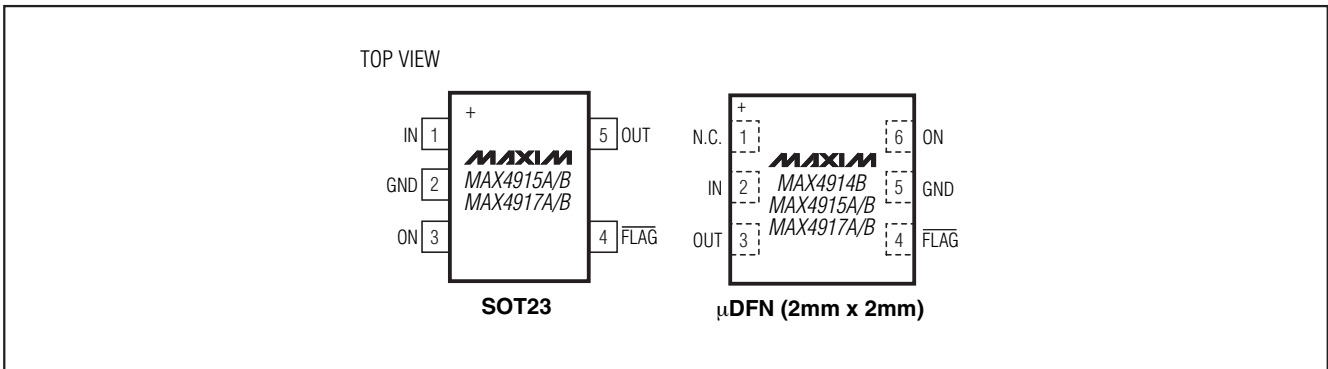 TOP VIEW
+
IN 1
5 OUT
MAXIM
GND 2
MAX4915A/B
MAX4917A/B
ON 3
4 FLAG
SOT23
+
N.C. 1
6 ON
MAXIM
IN 2
MAX4914B
5 GND
MAX4915A/B
MAX4917A/B
OUT 3
4 FLAG
µDFN (2mm x 2mm)